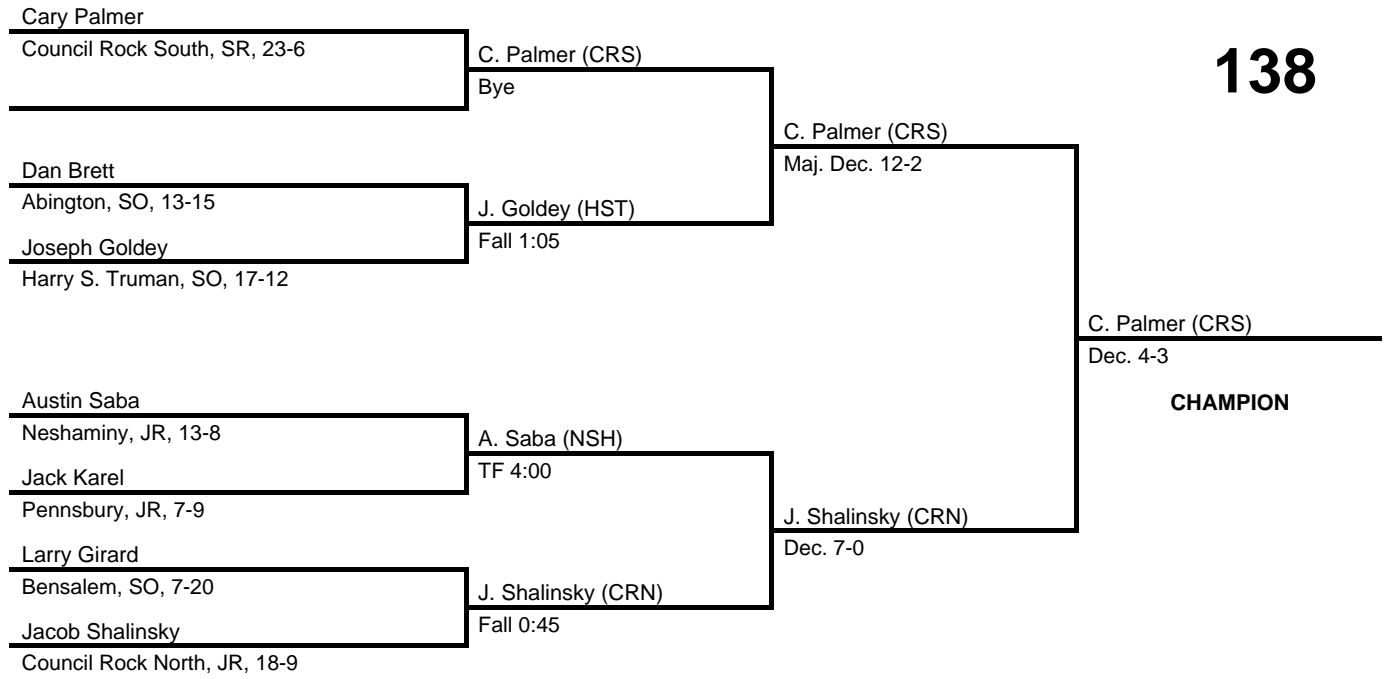 Cary Palmer
Council Rock South, SR, 23-6
C. Palmer (CRS)
Bye
138
C. Palmer (CRS)
Maj. Dec. 12-2
Dan Brett
Abington, SO, 13-15
J. Goldey (HST)
Fall 1:05
Joseph Goldey
Harry S. Truman, SO, 17-12
C. Palmer (CRS)
Dec. 4-3
CHAMPION
Austin Saba
Neshaminy, JR, 13-8
A. Saba (NSH)
TF 4:00
Jack Karel
Pennsbury, JR, 7-9
J. Shalinsky (CRN)
Dec. 7-0
Larry Girard
Bensalem, SO, 7-20
J. Shalinsky (CRN)
Fall 0:45
Jacob Shalinsky
Council Rock North, JR, 18-9